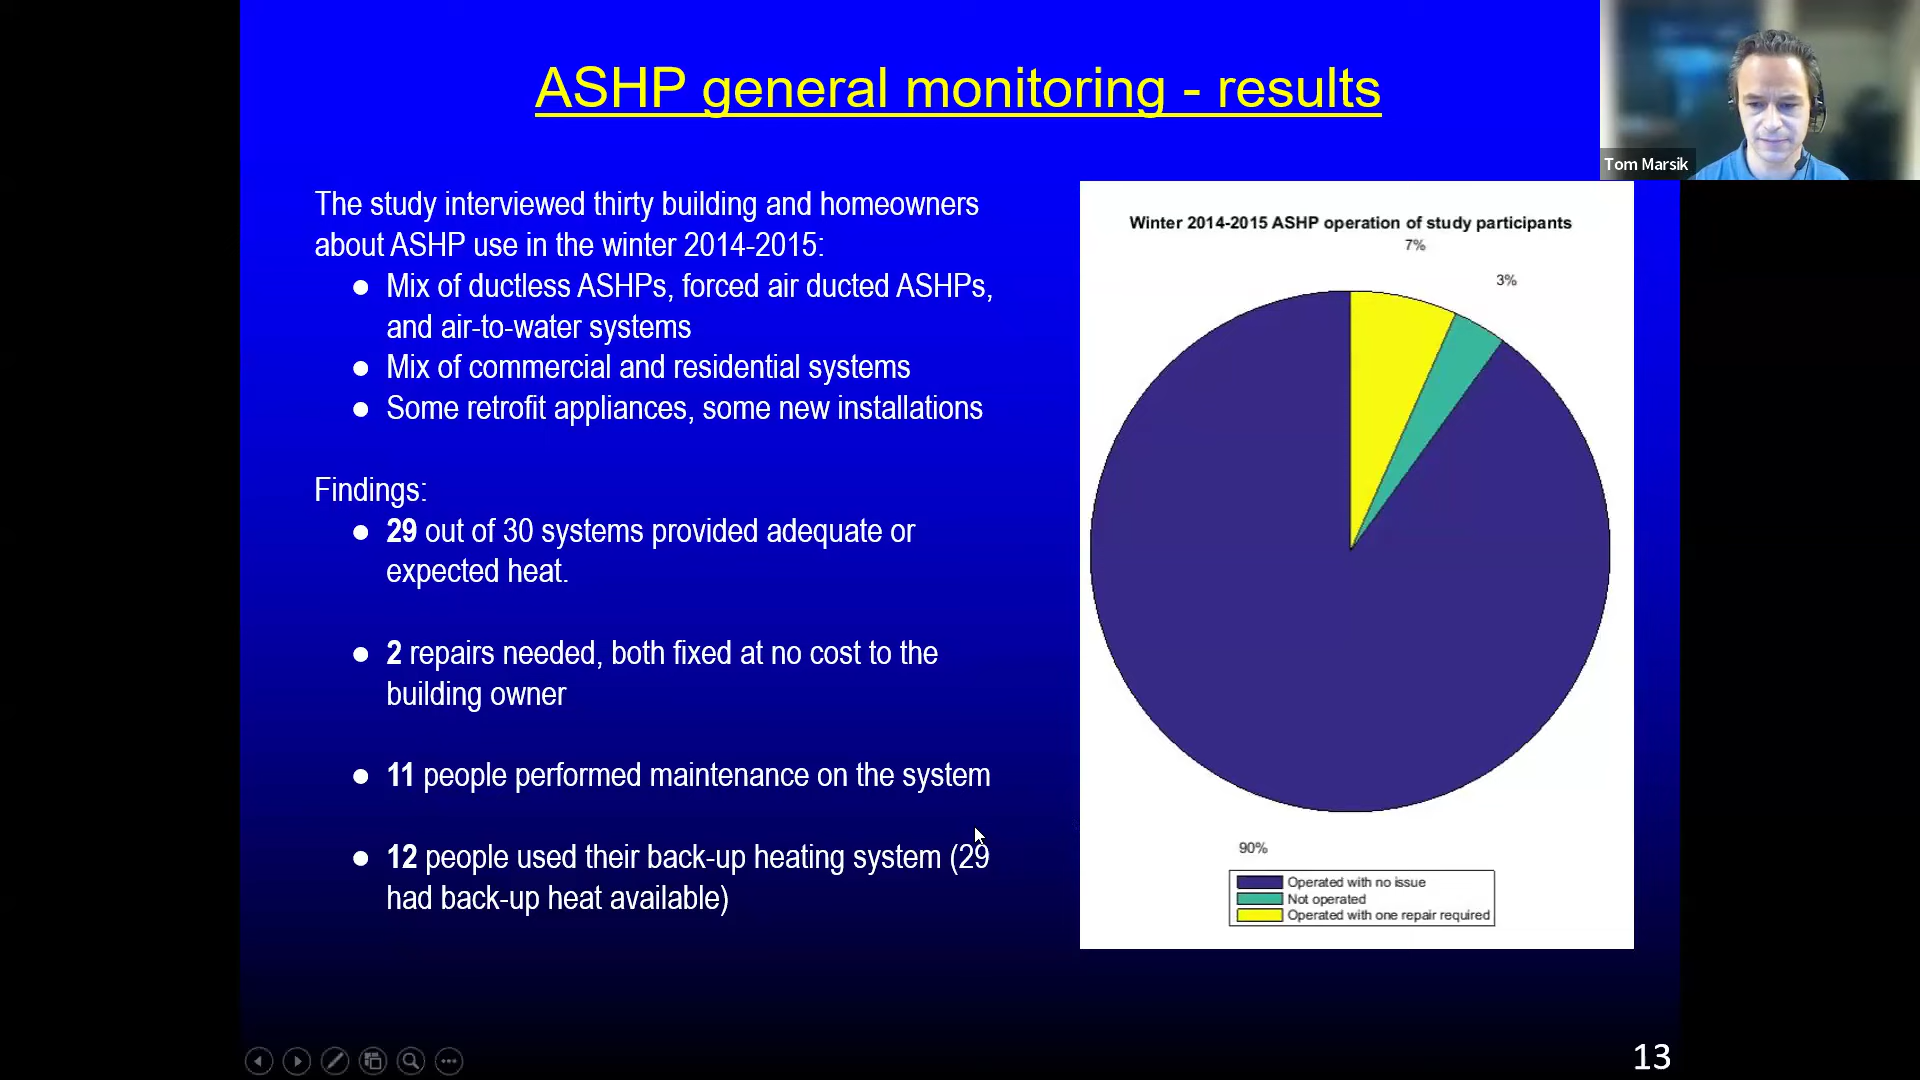 ASHP general monitoring - results
Tom Marsik
The study interviewed thirty building and homeowners
about ASHP use in the winter 2014-2015:
● Mix of ductless ASHPs, forced air ducted ASHPs,
and air-to-water systems
● Mix of commercial and residential systems
● Some retrofit appliances, some new installations
Findings:
● 29 out of 30 systems provided adequate or
expected heat.
● 2 repairs needed, both fixed at no cost to the
building owner
● 11 people performed maintenance on the system
● 12 people used their back-up heating system (29
had back-up heat available)
Winter 2014-2015 ASHP operation of study participants
7%
3%
90%
Operated with no issue
Not operated
Operated with one repair required
13